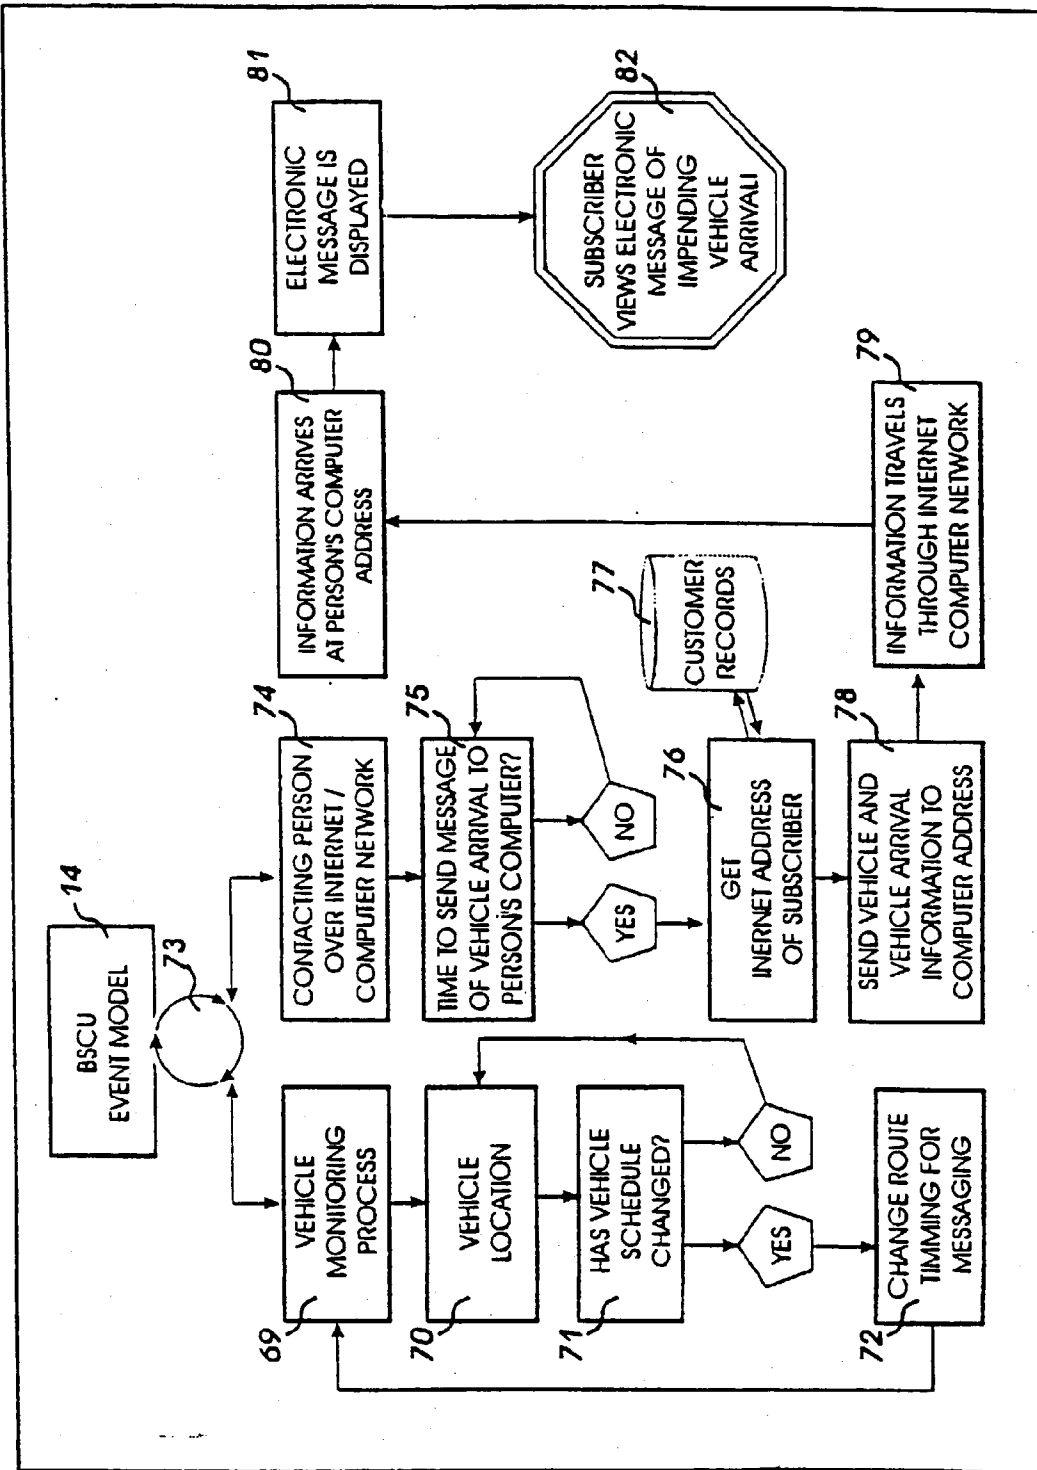 14
BSCU
EVENT MODEL
73
69
VEHICLE
MONITORING
PROCESS
70
VEHICLE
LOCATION
71
HAS VEHICLE
SCHEDULE
CHANGED?
YES
NO
72
CHANGE ROUTE
TIMMING FOR
MESSAGING
74
CONTACTING PERSON
OVER INTERNET /
COMPUTER NETWORK
75
TIME TO SEND MESSAGE
OF VEHICLE ARRIVAL TO
PERSON'S COMPUTER?
YES
NO
76
GET
INERNET ADDRESS
OF SUBSCRIBER
77
CUSTOMER
RECORDS
78
SEND VEHICLE AND
VEHICLE ARRIVAL
INFORMATION TO
COMPUTER ADDRESS
79
INFORMATION TRAVELS
THROUGH INTERNET
COMPUTER NETWORK
80
INFORMATION ARRIVES
AT PERSON'S COMPUTER
ADDRESS
81
ELECTRONIC
MESSAGE IS
DISPLAYED
82
SUBSCRIBER
VIEWS ELECTRONIC
MESSAGE OF
IMPENDING
VEHICLE
ARRIVAL!